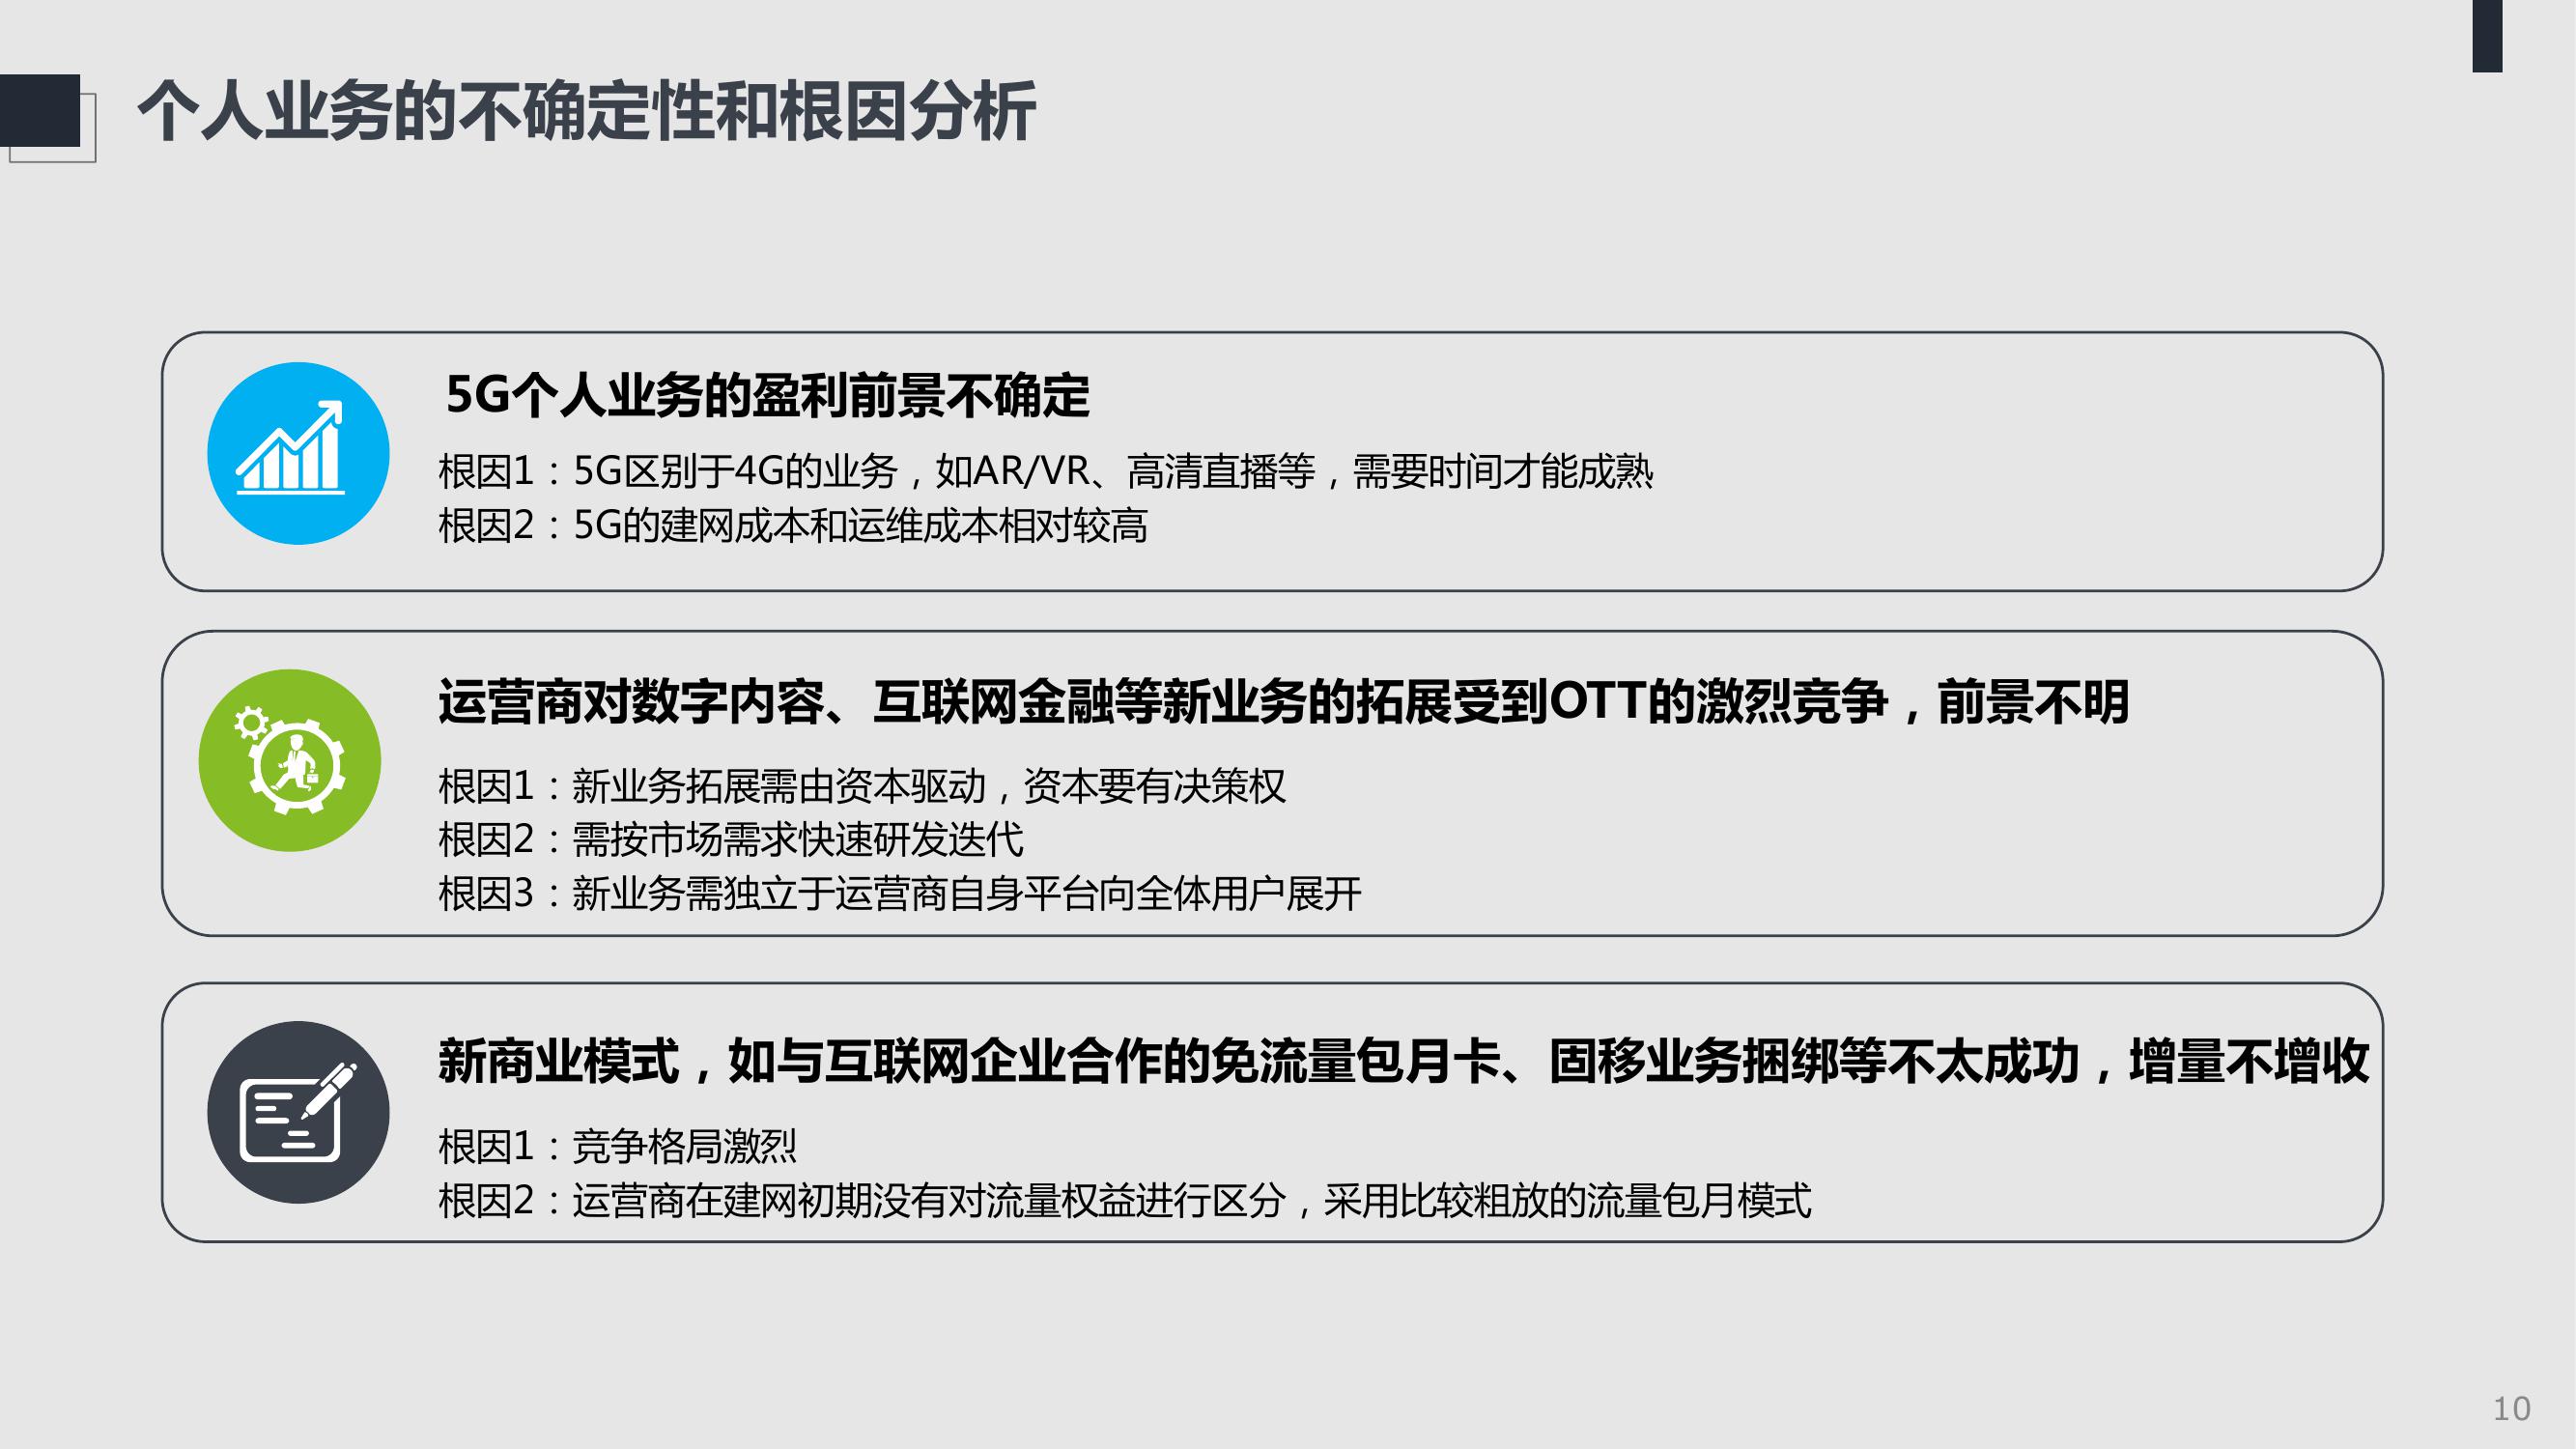 个人业务的不确定性和根因分析
5G个人业务的盈利前景不确定
根因1：5G区别于4G的业务，如AR/VR、高清直播等，需要时间才能成熟
根因2：5G的建网成本和运维成本相对较高
运营商对数字内容、互联网金融等新业务的拓展受到OTT的激烈竞争，前景不明
根因1：新业务拓展需由资本驱动，资本要有决策权
根因2：需按市场需求快速研发迭代
根因3：新业务需独立于运营商自身平台向全体用户展开
新商业模式，如与互联网企业合作的免流量包月卡、固移业务捆绑等不太成功，增量不增收
根因1：竞争格局激烈
根因2：运营商在建网初期没有对流量权益进行区分，采用比较粗放的流量包月模式
10